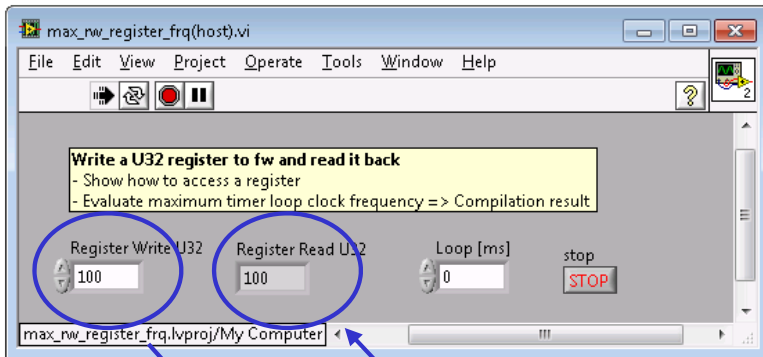 max_rw_register_frq(host).vi
File Edit View Project Operate Tools Window Help
?
2
Write a U32 register to fw and read it back
- Show how to access a register
- Evaluate maximum timer loop clock frequency => Compilation result
Register Write U32 Register Read U32 Loop [ms] stop
100 100 0 STOP
max_rw_register_frq.lvproj/My Computer